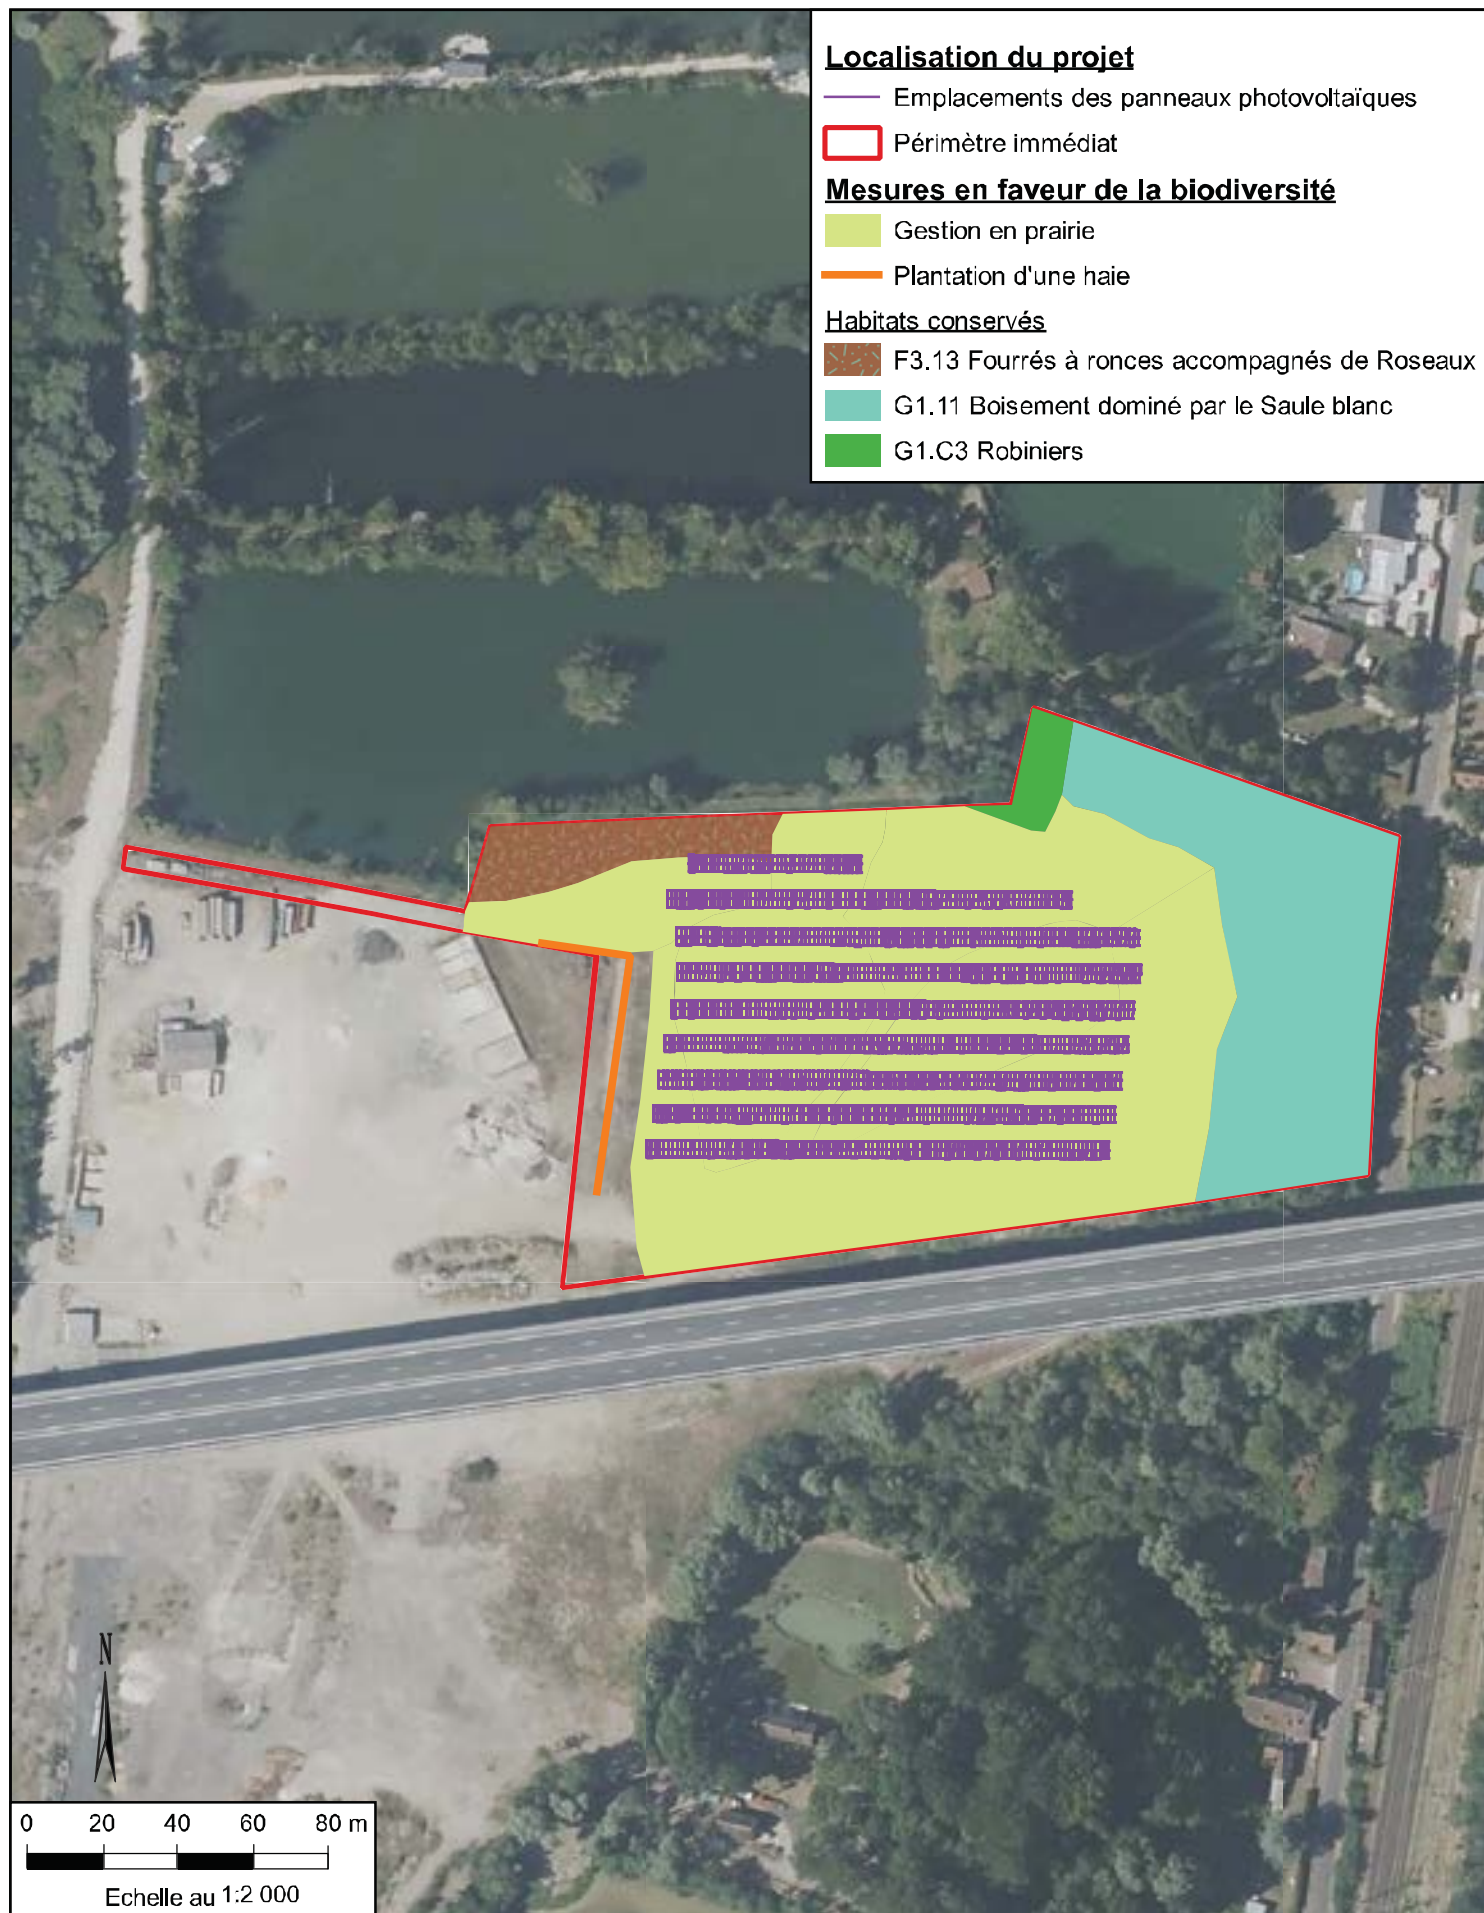 Localisation du projet
Emplacements des panneaux photovoltaïques
Périmètre immédiat
Mesures en faveur de la biodiversité
Gestion en prairie
Plantation d'une haie
Habitats conservés
F3.13 Fourrés à ronces accompagnés de Roseaux
G1.11 Boisement dominé par le Saule blanc
G1.C3 Robiniers
N
0 20 40 60 80 m
Echelle au 1:2 000